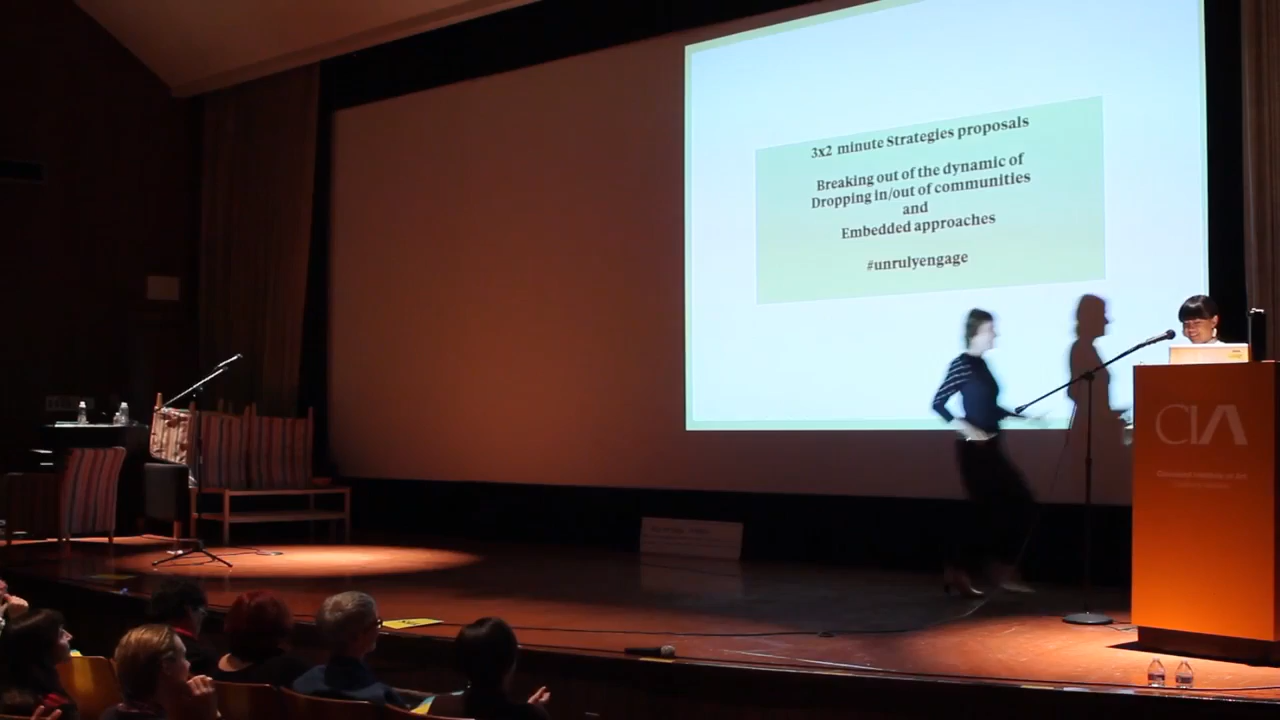 3x2 minute Strategies proposals
Breaking out of the dynamic of
Dropping in/out of communities
and
Embedded approaches
#unrulyengage
CIA